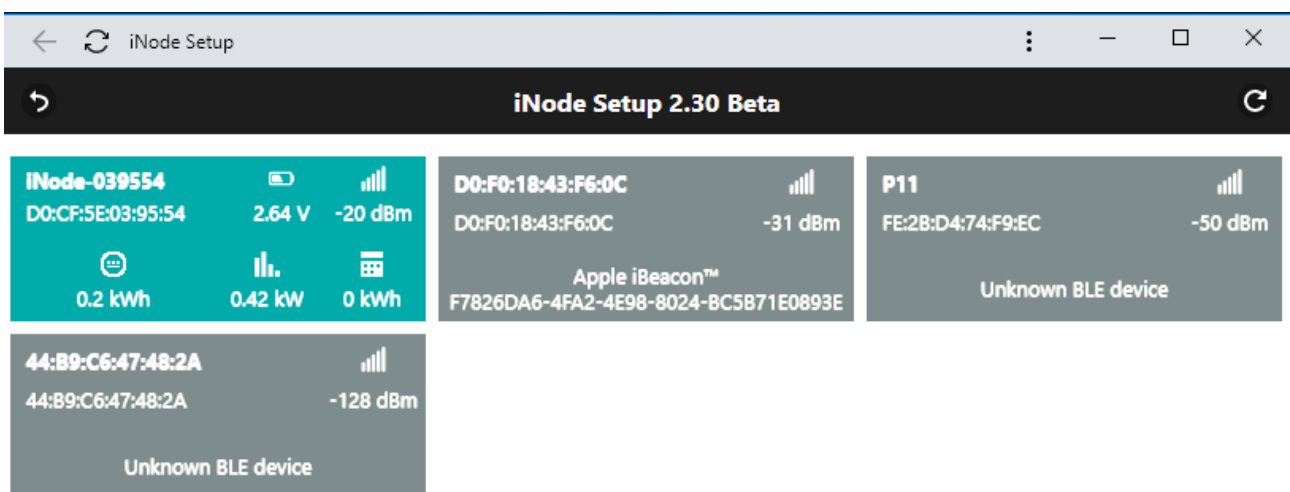 iNode Setup
iNode Setup 2.30 Beta
iNode-039554
D0:CF:5E:03:95:54 2.64 V -20 dBm
0.2 kWh 0.42 kW 0 kWh
D0:F0:18:43:F6:0C
D0:F0:18:43:F6:0C -31 dBm
Apple iBeacon™
F7826DA6-4FA2-4E98-8024-BC5B71E0893E
P11
FE:2B:D4:74:F9:EC -50 dBm
Unknown BLE device
44:B9:C6:47:48:2A
44:B9:C6:47:48:2A -128 dBm
Unknown BLE device